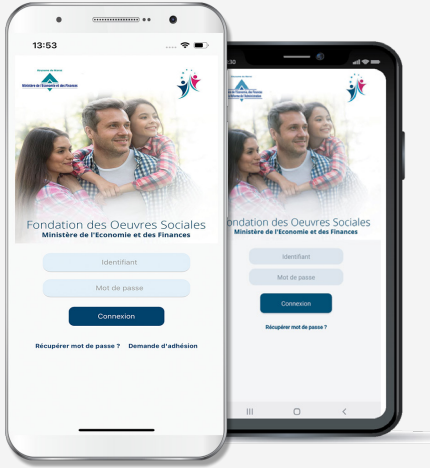 13:53
Ministère de l'Economie et des Finances
Fondation des Oeuvres Sociales
Ministère de l'Economie et des Finances
Identifiant
Mot de passe
Connexion
Récupérer mot de passe ? Demande d'adhésion
:30
ondation des Oeuvres Sociales
Ministère de l'Economie et des Finances
Identifiant
Mot de passe
Connexion
Récupérer mot de passe ?